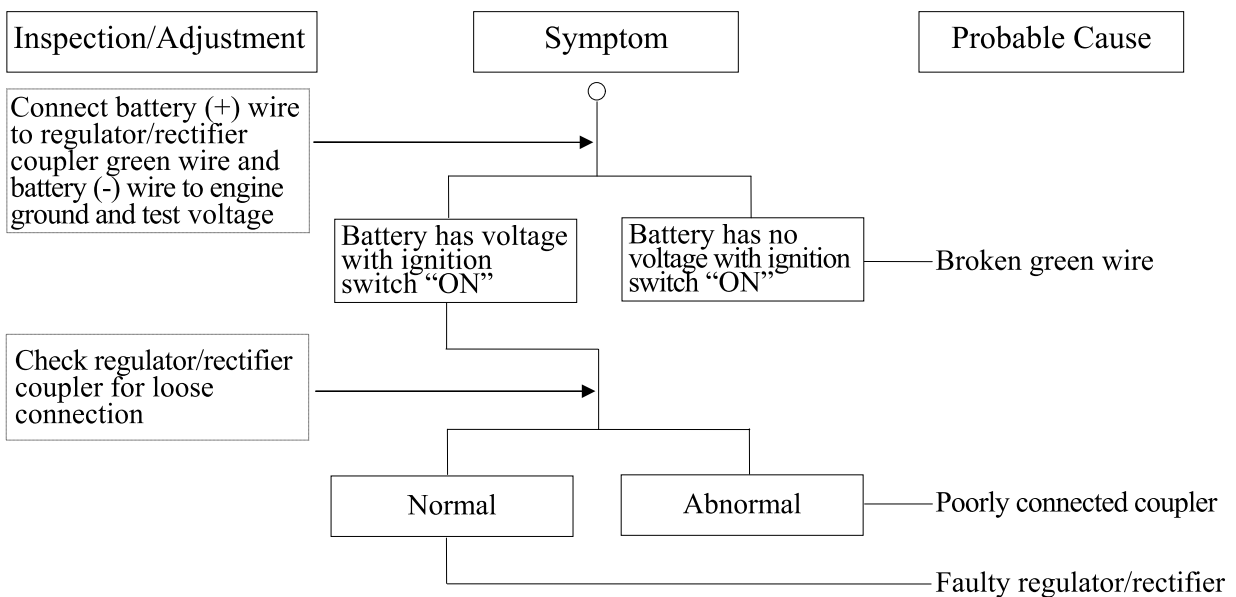 Inspection/Adjustment
Symptom
Probable Cause
Connect battery (+) wire
to regulator/rectifier
coupler green wire and
battery (-) wire to engine
ground and test voltage
Battery has voltage
with ignition
switch “ON”
Battery has no
voltage with ignition
switch “ON”
Broken green wire
Check regulator/rectifier
coupler for loose
connection
Normal
Abnormal
Poorly connected coupler
Faulty regulator/rectifier